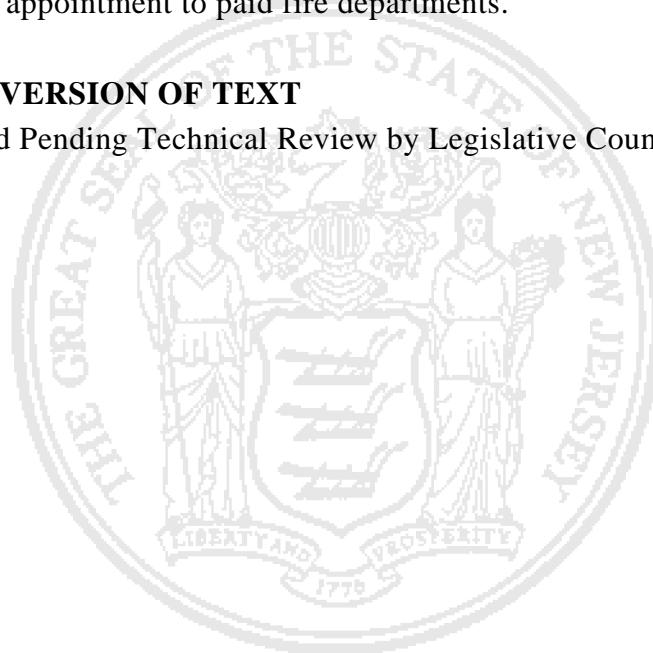 appointment to paid fire departments.
VERSION OF TEXT
d Pending Technical Review by Legislative Coun
THE GREAT SEAL OF THE STATE OF NEW JERSEY
LIBERTY AND PROSPERITY
1776